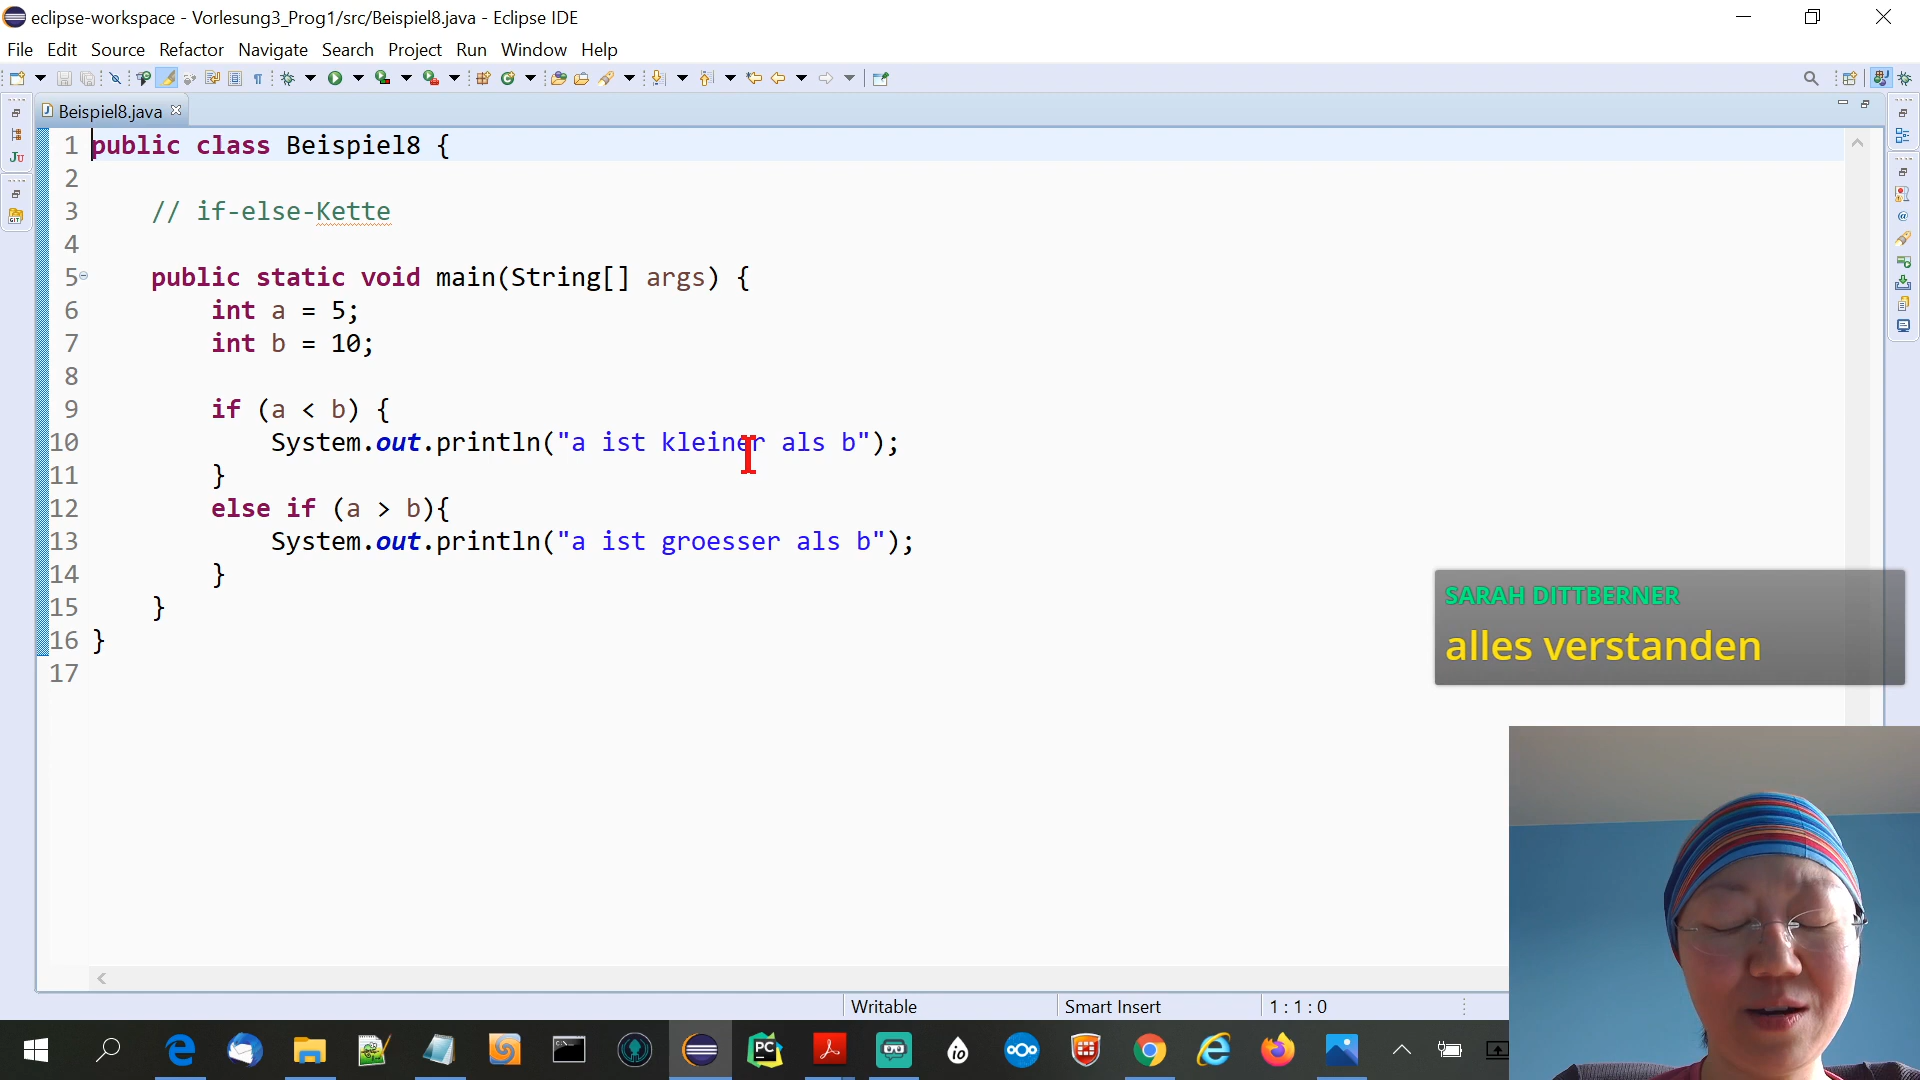 eclipse-workspace - Vorlesung3_Prog1/src/Beispiel8.java - Eclipse IDE
File Edit Source Refactor Navigate Search Project Run Window Help
Beispiel8.java
1 public class Beispiel8 {
2
3 // if-else-Kette
4
5 public static void main(String[] args) {
6 int a = 5;
7 int b = 10;
8
9 if (a < b) {
10 System.out.println("a ist kleiner als b");
11 }
12 else if (a > b){
13 System.out.println("a ist groesser als b");
14 }
15 }
16 }
17
SARAH DITTBERNER
alles verstanden
Writable Smart Insert 1 : 1 : 0
PC
io